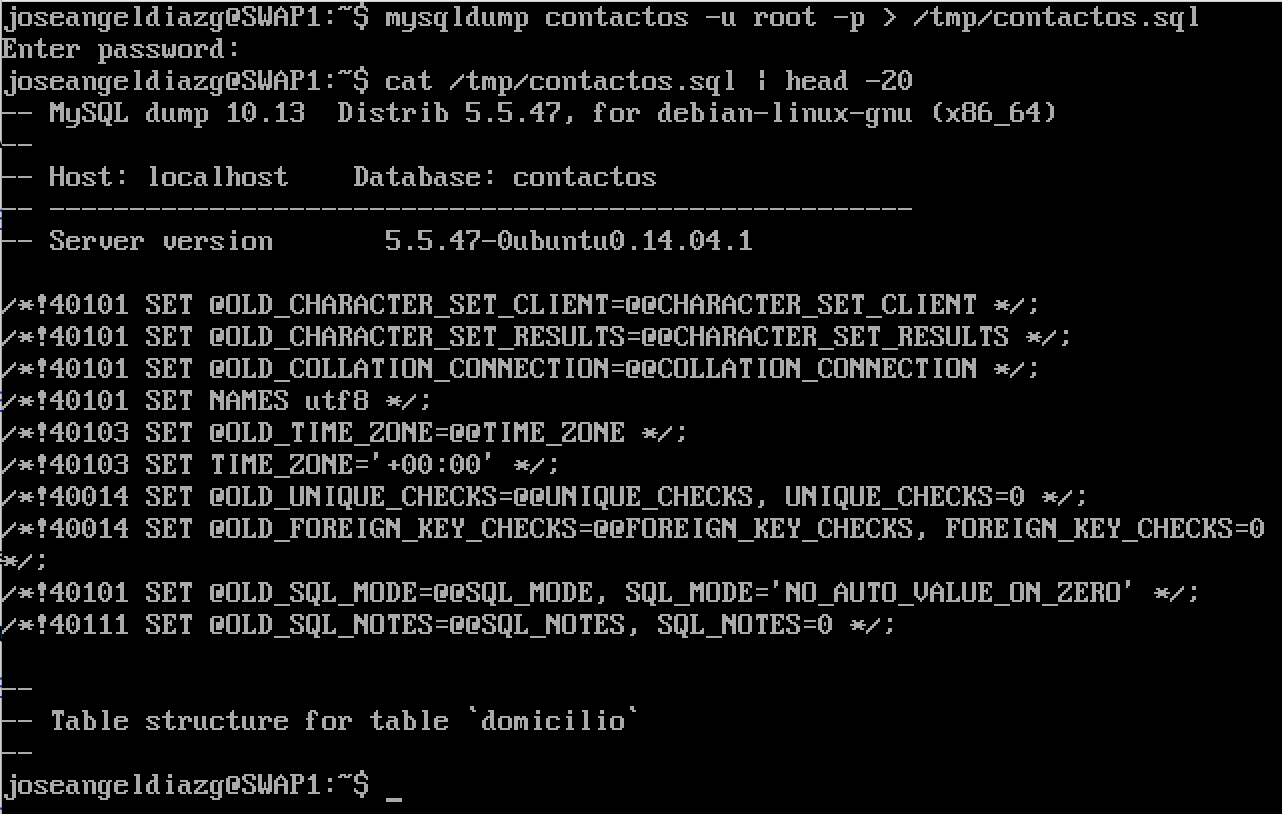 joseangeldiazg@SWAP1:~$ mysqldump contactos -u root -p > /tmp/contactos.sql
Enter password:
joseangeldiazg@SWAP1:~$ cat /tmp/contactos.sql | head -20
-- MySQL dump 10.13  Distrib 5.5.47, for debian-linux-gnu (x86_64)
--
-- Host: localhost    Database: contactos
-- ------------------------------------------------------
-- Server version       5.5.47-0ubuntu0.14.04.1

/*!40101 SET @OLD_CHARACTER_SET_CLIENT=@@CHARACTER_SET_CLIENT */;
/*!40101 SET @OLD_CHARACTER_SET_RESULTS=@@CHARACTER_SET_RESULTS */;
/*!40101 SET @OLD_COLLATION_CONNECTION=@@COLLATION_CONNECTION */;
/*!40101 SET NAMES utf8 */;
/*!40103 SET @OLD_TIME_ZONE=@@TIME_ZONE */;
/*!40103 SET TIME_ZONE='+00:00' */;
/*!40014 SET @OLD_UNIQUE_CHECKS=@@UNIQUE_CHECKS, UNIQUE_CHECKS=0 */;
/*!40014 SET @OLD_FOREIGN_KEY_CHECKS=@@FOREIGN_KEY_CHECKS, FOREIGN_KEY_CHECKS=0
*/;
/*!40101 SET @OLD_SQL_MODE=@@SQL_MODE, SQL_MODE='NO_AUTO_VALUE_ON_ZERO' */;
/*!40111 SET @OLD_SQL_NOTES=@@SQL_NOTES, SQL_NOTES=0 */;

--
-- Table structure for table `domicilio`
--
joseangeldiazg@SWAP1:~$ _